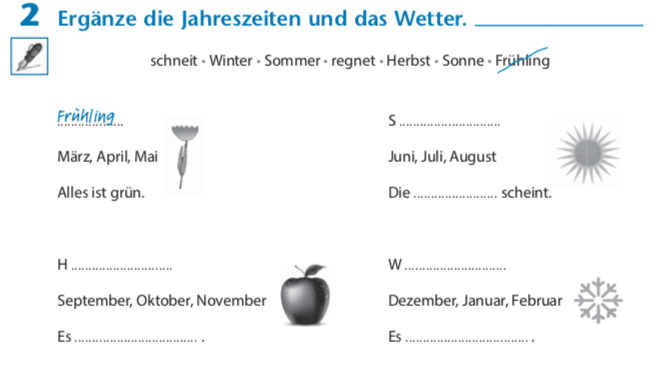 2 Ergänze die Jahreszeiten und das Wetter.
schneit • Winter • Sommer • regnet • Herbst • Sonne • Frühling
Frühling
März, April, Mai
Alles ist grün.
S ............................
Juni, Juli, August
Die ........................ scheint.
H ............................
September, Oktober, November
Es .................................. .
W ............................
Dezember, Januar, Februar
Es .................................. .